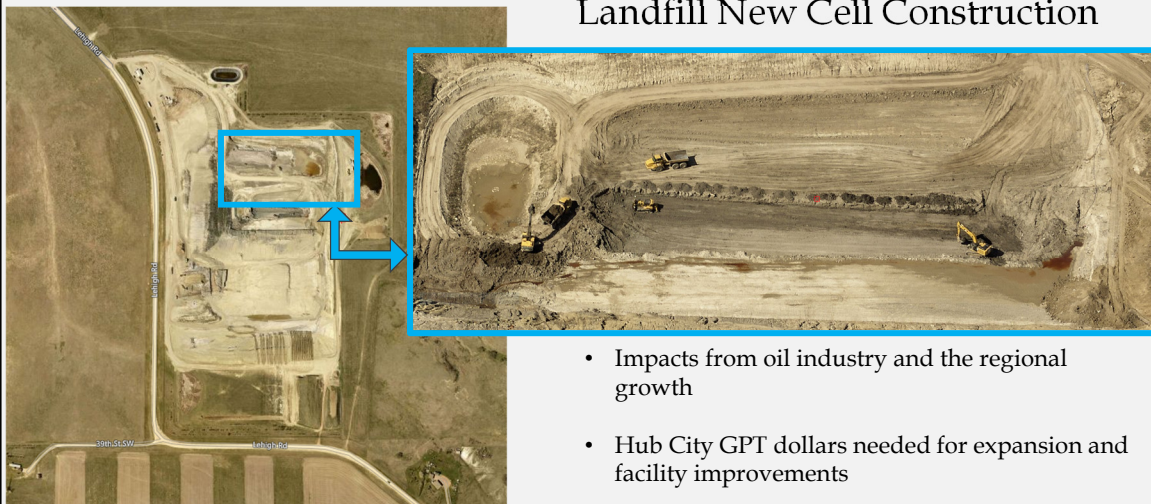 Landfill New Cell Construction
Lehigh Rd
Lehigh Rd
39th St SW
Lehigh Rd
• Impacts from oil industry and the regional
growth
• Hub City GPT dollars needed for expansion and
facility improvements